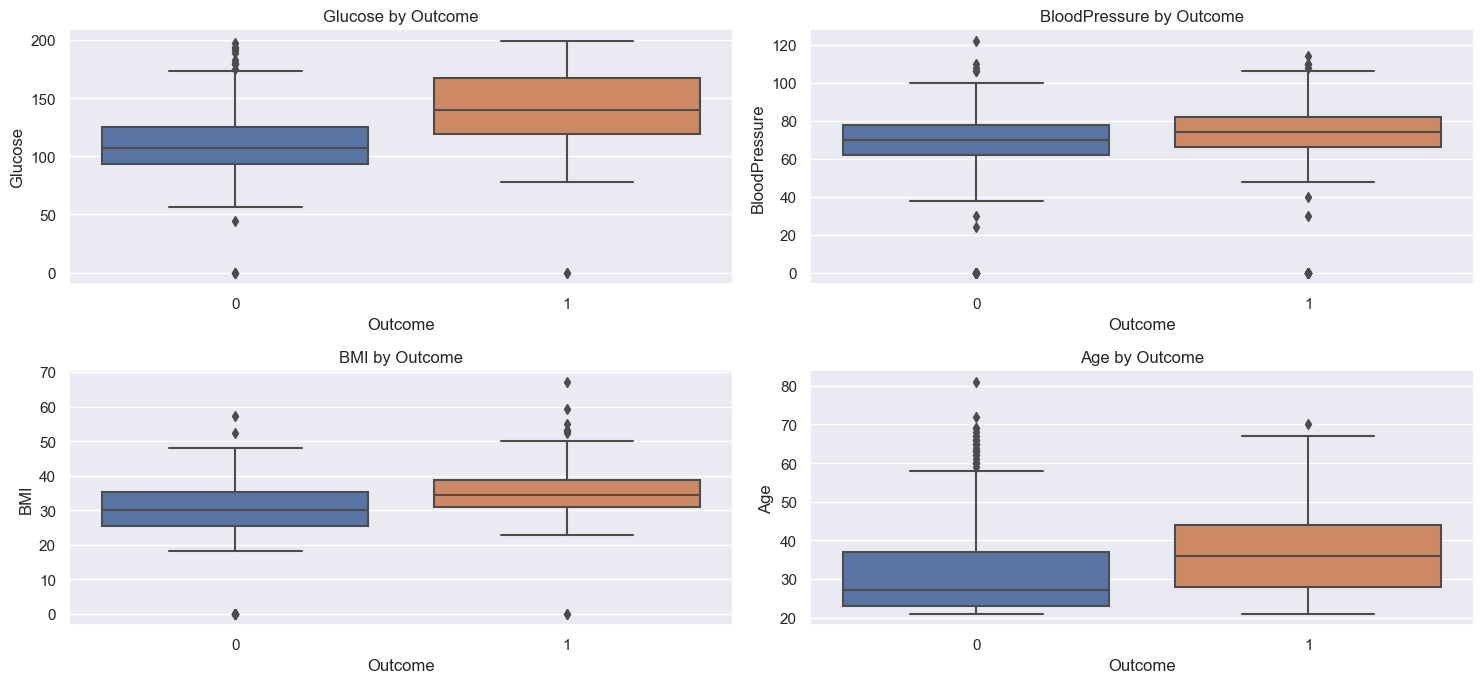 Glucose by Outcome
200
150
100
50
0
Glucose
0
1
Outcome
BloodPressure by Outcome
120
100
80
60
40
20
0
BloodPressure
0
1
Outcome
BMI by Outcome
70
60
50
40
30
20
10
0
BMI
0
1
Outcome
Age by Outcome
80
70
60
50
40
30
20
Age
0
1
Outcome